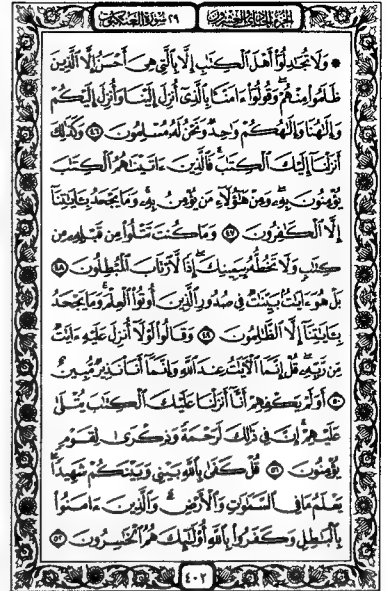 الجزء الحادي والعشرون ٢٩ سورة العنكبوت
۞ وَلَا تُجَٰدِلُوٓا۟ أَهْلَ ٱلْكِتَٰبِ إِلَّا بِٱلَّتِى هِىَ أَحْسَنُ إِلَّا ٱلَّذِينَ
ظَلَمُوا۟ مِنْهُمْ ۖ وَقُولُوٓا۟ ءَامَنَّا بِٱلَّذِىٓ أُنزِلَ إِلَيْنَا وَأُنزِلَ إِلَيْكُمْ
وَإِلَٰهُنَا وَإِلَٰهُكُمْ وَٰحِدٌ وَنَحْنُ لَهُۥ مُسْلِمُونَ ٤٦ وَكَذَٰلِكَ
أَنزَلْنَآ إِلَيْكَ ٱلْكِتَٰبَ ۚ فَٱلَّذِينَ ءَاتَيْنَٰهُمُ ٱلْكِتَٰبَ
يُؤْمِنُونَ بِهِۦ ۖ وَمِنْ هَٰٓؤُلَآءِ مَن يُؤْمِنُ بِهِۦ ۚ وَمَا يَجْحَدُ بِـَٔايَٰتِنَآ
إِلَّا ٱلْكَٰفِرُونَ ٤٧ وَمَا كُنتَ تَتْلُوا۟ مِن قَبْلِهِۦ مِن
كِتَٰبٍ وَلَا تَخُطُّهُۥ بِيَمِينِكَ ۖ إِذًا لَّٱرْتَابَ ٱلْمُبْطِلُونَ ٤٨
بَلْ هُوَ ءَايَٰتٌۢ بَيِّنَٰتٌ فِى صُدُورِ ٱلَّذِينَ أُوتُوا۟ ٱلْعِلْمَ ۚ وَمَا يَجْحَدُ
بِـَٔايَٰتِنَآ إِلَّا ٱلظَّٰلِمُونَ ٤٩ وَقَالُوا۟ لَوْلَآ أُنزِلَ عَلَيْهِ ءَايَٰتٌ
مِّن رَّبِّهِۦ ۖ قُلْ إِنَّمَا ٱلْءَايَٰتُ عِندَ ٱللَّهِ وَإِنَّمَآ أَنَا۠ نَذِيرٌ مُّبِينٌ
٥٠ أَوَلَمْ يَكْفِهِمْ أَنَّآ أَنزَلْنَا عَلَيْكَ ٱلْكِتَٰبَ يُتْلَىٰ
عَلَيْهِمْ ۚ إِنَّ فِى ذَٰلِكَ لَرَحْمَةً وَذِكْرَىٰ لِقَوْمٍ
يُؤْمِنُونَ ٥١ قُلْ كَفَىٰ بِٱللَّهِ بَيْنِى وَبَيْنَكُمْ شَهِيدًا ۖ
يَعْلَمُ مَا فِى ٱلسَّمَٰوَٰتِ وَٱلْأَرْضِ ۗ وَٱلَّذِينَ ءَامَنُوا۟
بِٱلْبَٰطِلِ وَكَفَرُوا۟ بِٱللَّهِ أُو۟لَٰٓئِكَ هُمُ ٱلْخَٰسِرُونَ ٥٢
٤٠٢